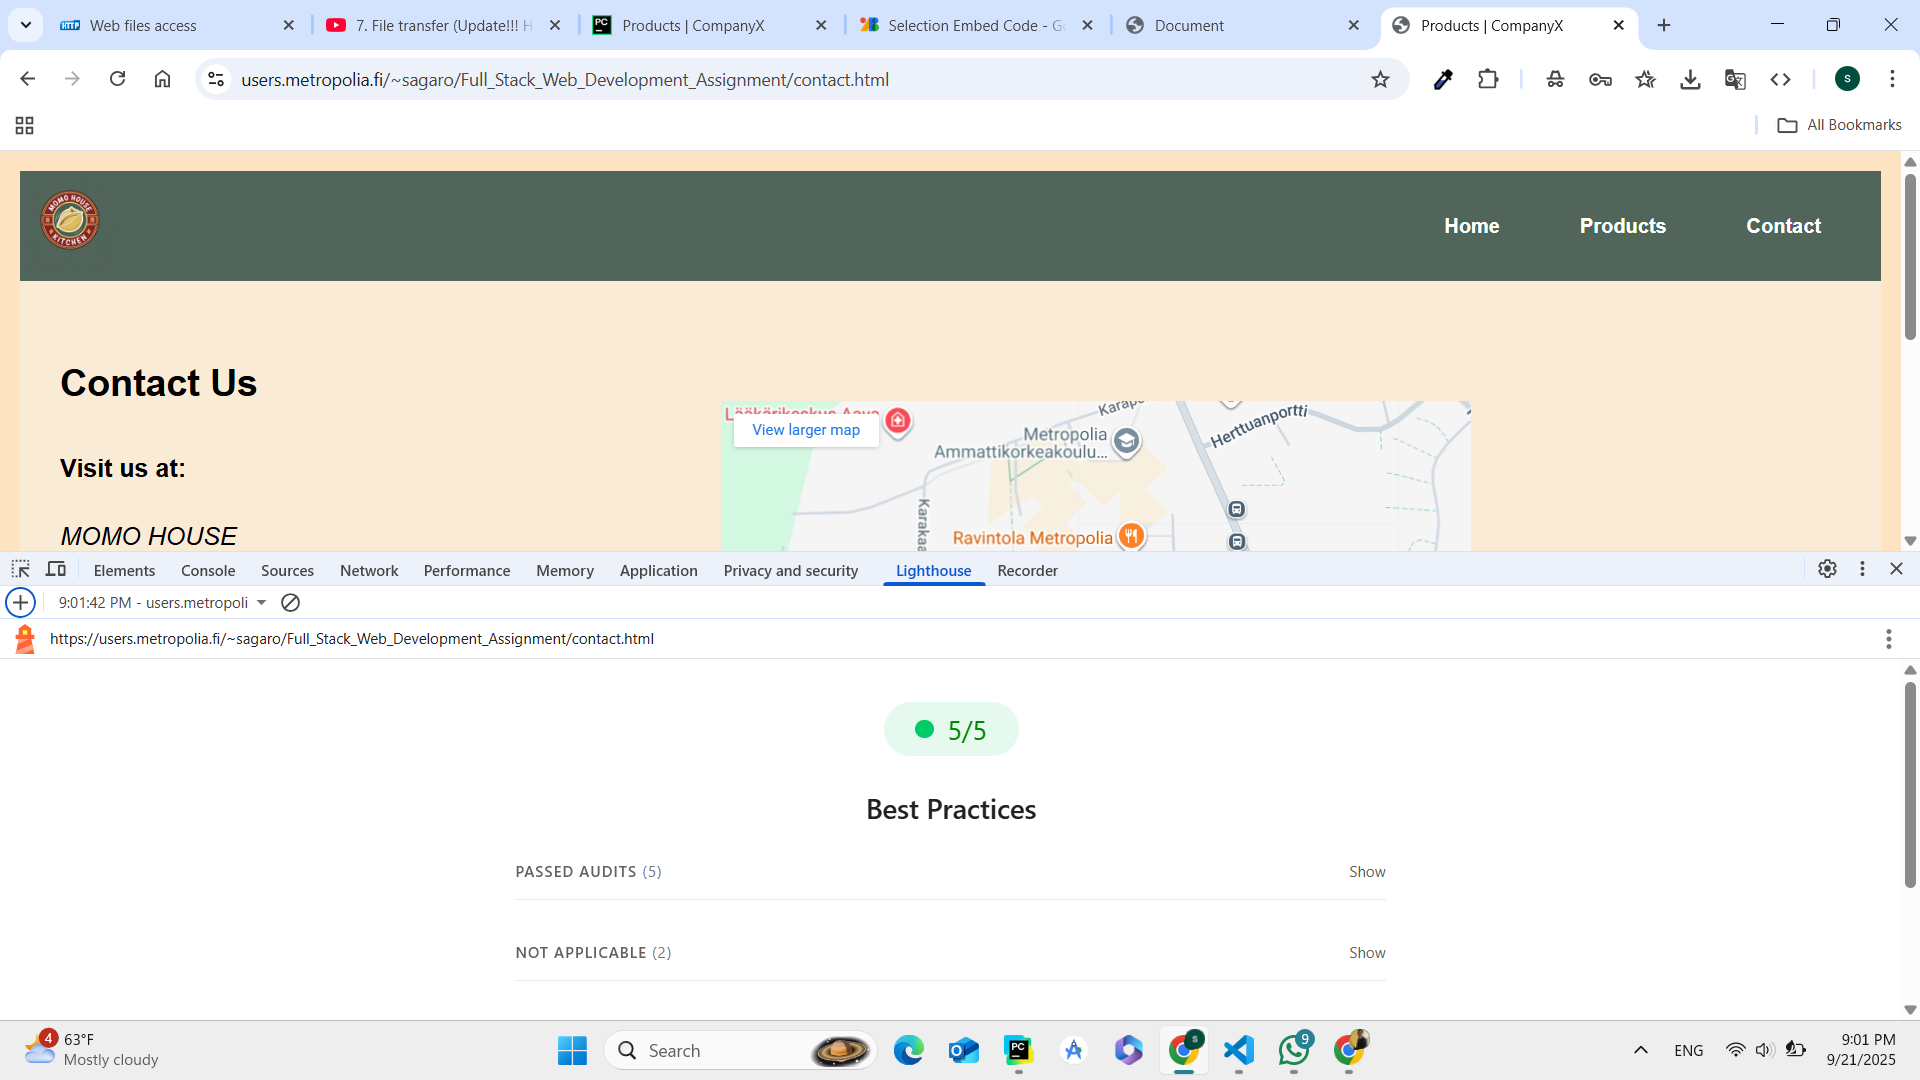 Web files access
7. File transfer (Update!!! H
Products | CompanyX
Selection Embed Code - Go
Document
Products | CompanyX
users.metropolia.fi/~sagaro/Full_Stack_Web_Development_Assignment/contact.html
S
All Bookmarks
MOMO HOUSE
KITCHEN
Home
Products
Contact
Contact Us
Visit us at:
MOMO HOUSE
View larger map
Metropolia
Ammattikorkeakoulu...
Herttuanportti
Ravintola Metropolia
Elements
Console
Sources
Network
Performance
Memory
Application
Privacy and security
Lighthouse
Recorder
9:01:42 PM - users.metropoli
https://users.metropolia.fi/~sagaro/Full_Stack_Web_Development_Assignment/contact.html
5/5
Best Practices
PASSED AUDITS (5)
Show
NOT APPLICABLE (2)
Show
4
63°F
Mostly cloudy
Search
PC
S
9
ENG
9:01 PM
9/21/2025